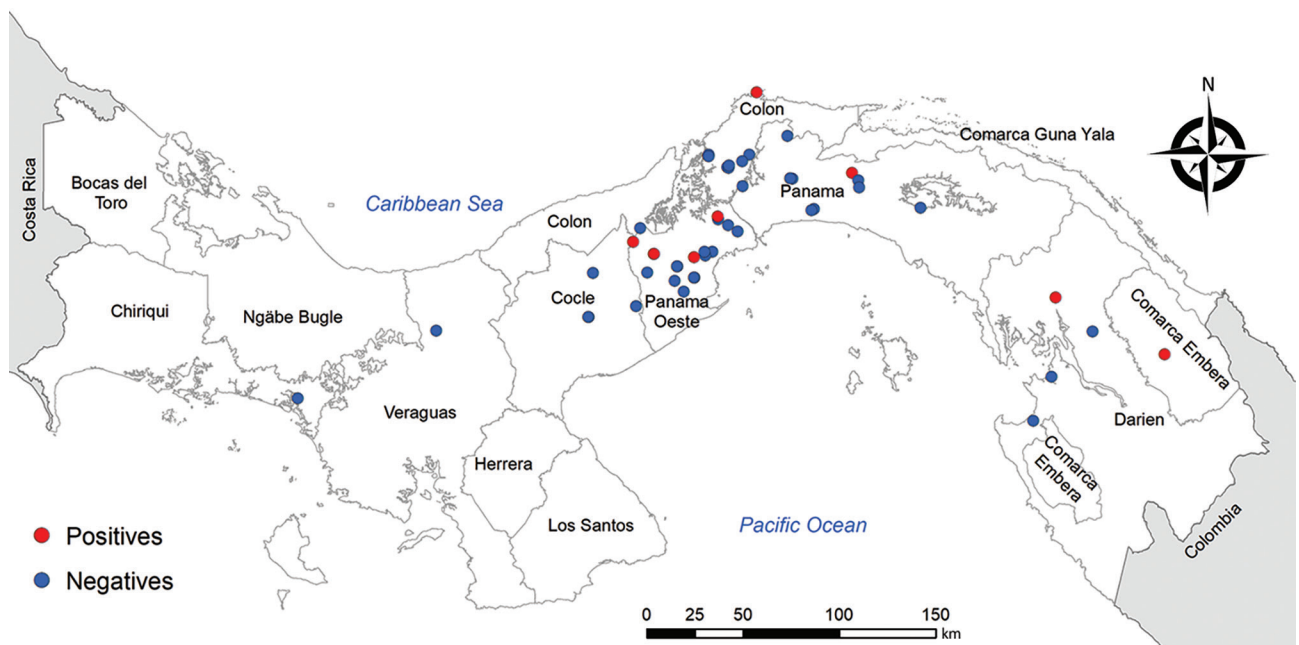 N
Colon
Comarca Guna Yala
Costa Rica
Bocas del
Toro
Caribbean Sea
Panama
Colon
Chiriqui
Ngäbe Bugle
Cocle
Panama
Oeste
Comarca Embera
Veraguas
Darien
Herrera
Comarca
Embera
Los Santos
Pacific Ocean
Colombia
Positives
Negatives
0 25 50 100 150
km